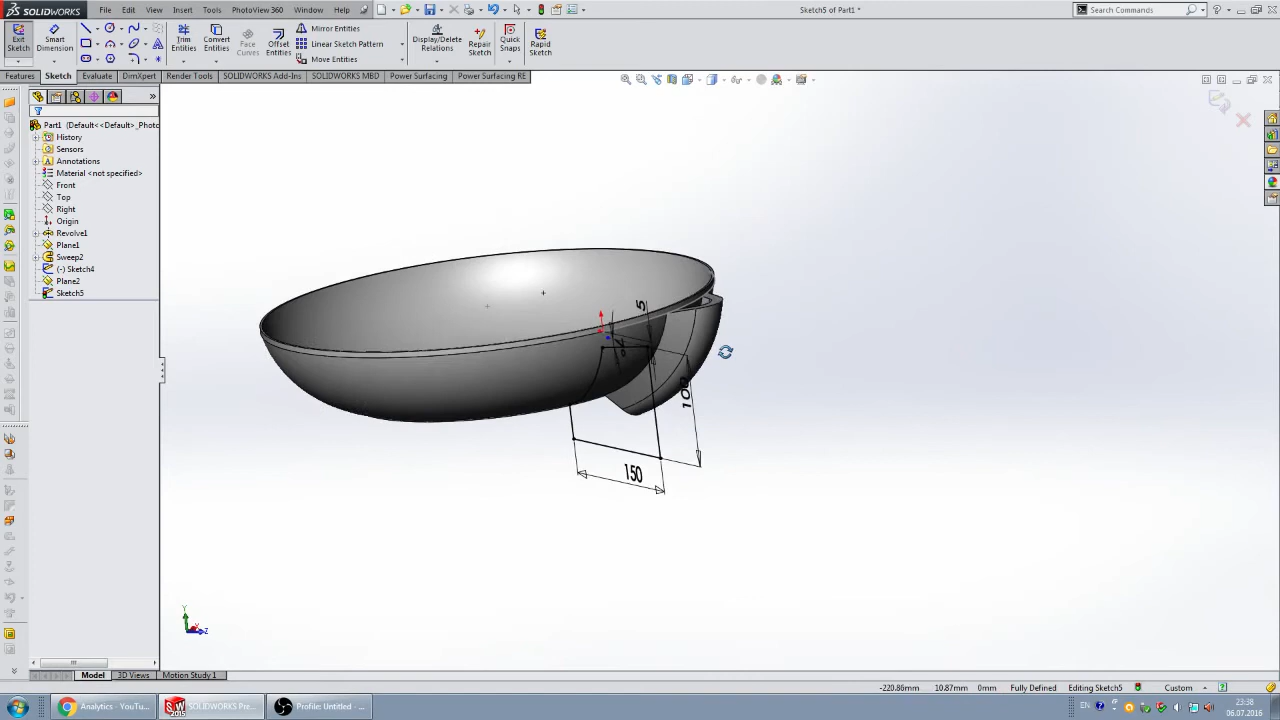 SOLIDWORKS
File Edit View Insert Tools PhotoView 360 Window Help
Sketch5 of Part1 *
Search Commands
Exit Sketch
Smart Dimension
Trim Entities
Convert Entities
Face Curves
Offset Entities
Mirror Entities
Linear Sketch Pattern
Move Entities
Display/Delete Relations
Repair Sketch
Quick Snaps
Rapid Sketch
Features Sketch Evaluate DimXpert Render Tools SOLIDWORKS Add-Ins SOLIDWORKS MBD Power Surfacing Power Surfacing RE
Part1 (Default<<Default>_Photo
History
Sensors
Annotations
Material <not specified>
Front
Top
Right
Origin
Revolve1
Plane1
Sweep2
(-) Sketch4
Plane2
Sketch5
5
100
150
Y
Z
Model 3D Views Motion Study 1
-220.86mm 10.87mm 0mm Fully Defined Editing Sketch5 Custom
Analytics - YouTu...
SW 2015
SOLIDWORKS Pre...
Profile: Untitled - ...
EN
23:38
06.07.2016